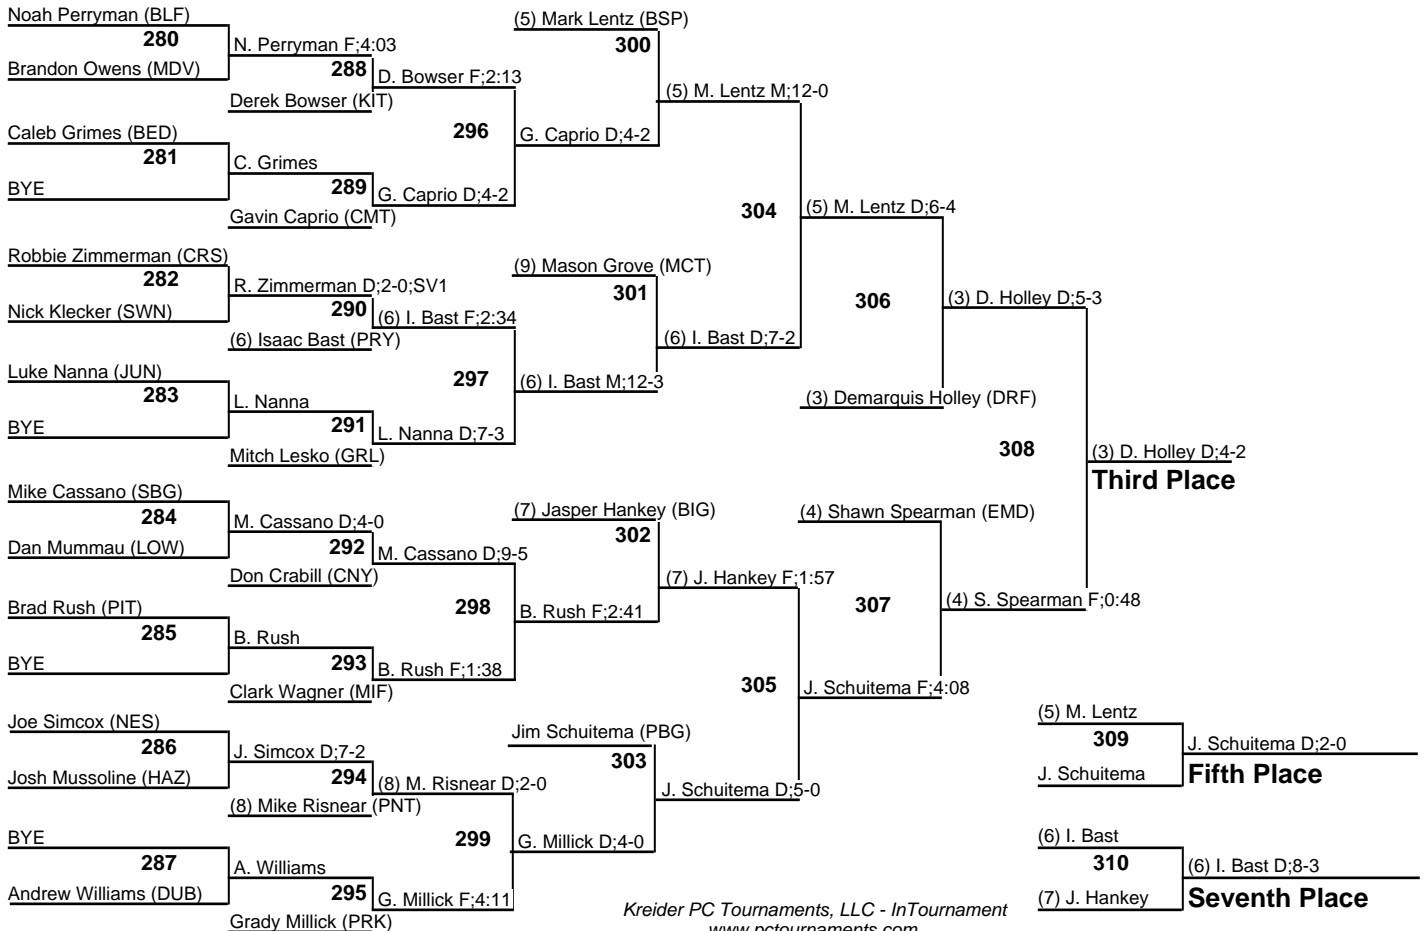 Noah Perryman (BLF)
280
Brandon Owens (MDV)
N. Perryman F;4:03
288
Derek Bowser (KIT)
D. Bowser F;2:13
Caleb Grimes (BED)
281
BYE
C. Grimes
289
Gavin Caprio (CMT)
G. Caprio D;4-2
296
G. Caprio D;4-2
(5) Mark Lentz (BSP)
300
(5) M. Lentz M;12-0
Robbie Zimmerman (CRS)
282
Nick Klecker (SWN)
R. Zimmerman D;2-0;SV1
290
(6) Isaac Bast (PRY)
(6) I. Bast F;2:34
Luke Nanna (JUN)
283
BYE
L. Nanna
291
Mitch Lesko (GRL)
L. Nanna D;7-3
297
(6) I. Bast M;12-3
(9) Mason Grove (MCT)
301
(6) I. Bast D;7-2
304
(5) M. Lentz D;6-4
306
(3) Demarquis Holley (DRF)
(3) D. Holley D;5-3
Mike Cassano (SBG)
284
Dan Mummau (LOW)
M. Cassano D;4-0
292
Don Crabill (CNY)
M. Cassano D;9-5
Brad Rush (PIT)
285
BYE
B. Rush
293
Clark Wagner (MIF)
B. Rush F;1:38
298
B. Rush F;2:41
(7) Jasper Hankey (BIG)
302
(7) J. Hankey F;1:57
Joe Simcox (NES)
286
Josh Mussoline (HAZ)
J. Simcox D;7-2
294
(8) Mike Risnear (PNT)
(8) M. Risnear D;2-0
BYE
287
Andrew Williams (DUB)
A. Williams
295
Grady Millick (PRK)
G. Millick F;4:11
299
G. Millick D;4-0
Jim Schuitema (PBG)
303
J. Schuitema D;5-0
305
J. Schuitema F;4:08
(4) Shawn Spearman (EMD)
307
(4) S. Spearman F;0:48
308
(3) D. Holley D;4-2
Third Place
(5) M. Lentz
309
J. Schuitema
J. Schuitema D;2-0
Fifth Place
(6) I. Bast
310
(7) J. Hankey
(6) I. Bast D;8-3
Seventh Place
Kreider PC Tournaments, LLC - InTournament
www.pctournaments.com